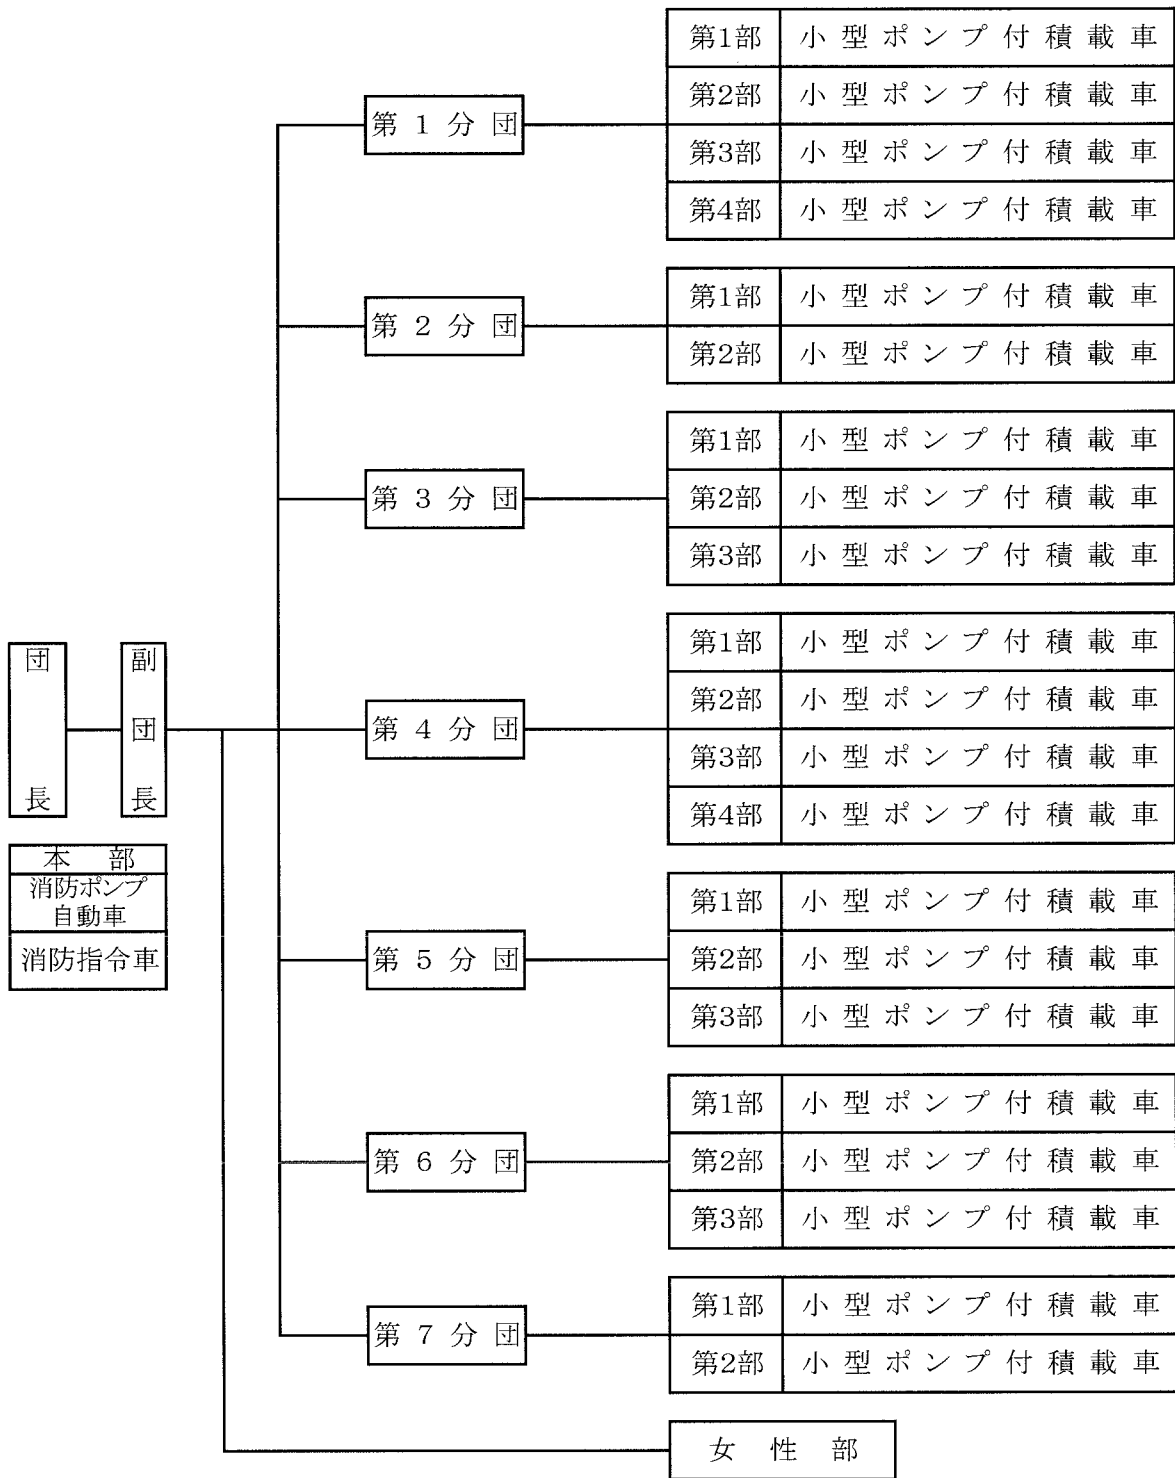 団長
副団長
本部
消防ポンプ
自動車
消防指令車
第1分団
第1部 小型ポンプ付積載車
第2部 小型ポンプ付積載車
第3部 小型ポンプ付積載車
第4部 小型ポンプ付積載車
第2分団
第1部 小型ポンプ付積載車
第2部 小型ポンプ付積載車
第3分団
第1部 小型ポンプ付積載車
第2部 小型ポンプ付積載車
第3部 小型ポンプ付積載車
第4分団
第1部 小型ポンプ付積載車
第2部 小型ポンプ付積載車
第3部 小型ポンプ付積載車
第4部 小型ポンプ付積載車
第5分団
第1部 小型ポンプ付積載車
第2部 小型ポンプ付積載車
第3部 小型ポンプ付積載車
第6分団
第1部 小型ポンプ付積載車
第2部 小型ポンプ付積載車
第3部 小型ポンプ付積載車
第7分団
第1部 小型ポンプ付積載車
第2部 小型ポンプ付積載車
女性部